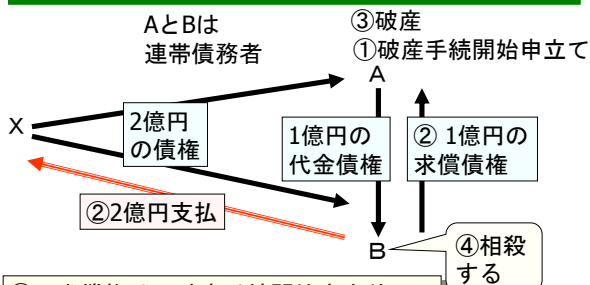 AとBは
連帯債務者
③破産
①破産手続開始申立て
A
X
2億円
の債権
1億円の
代金債権
② 1億円の
求償債権
②2億円支払
B
④相殺
する